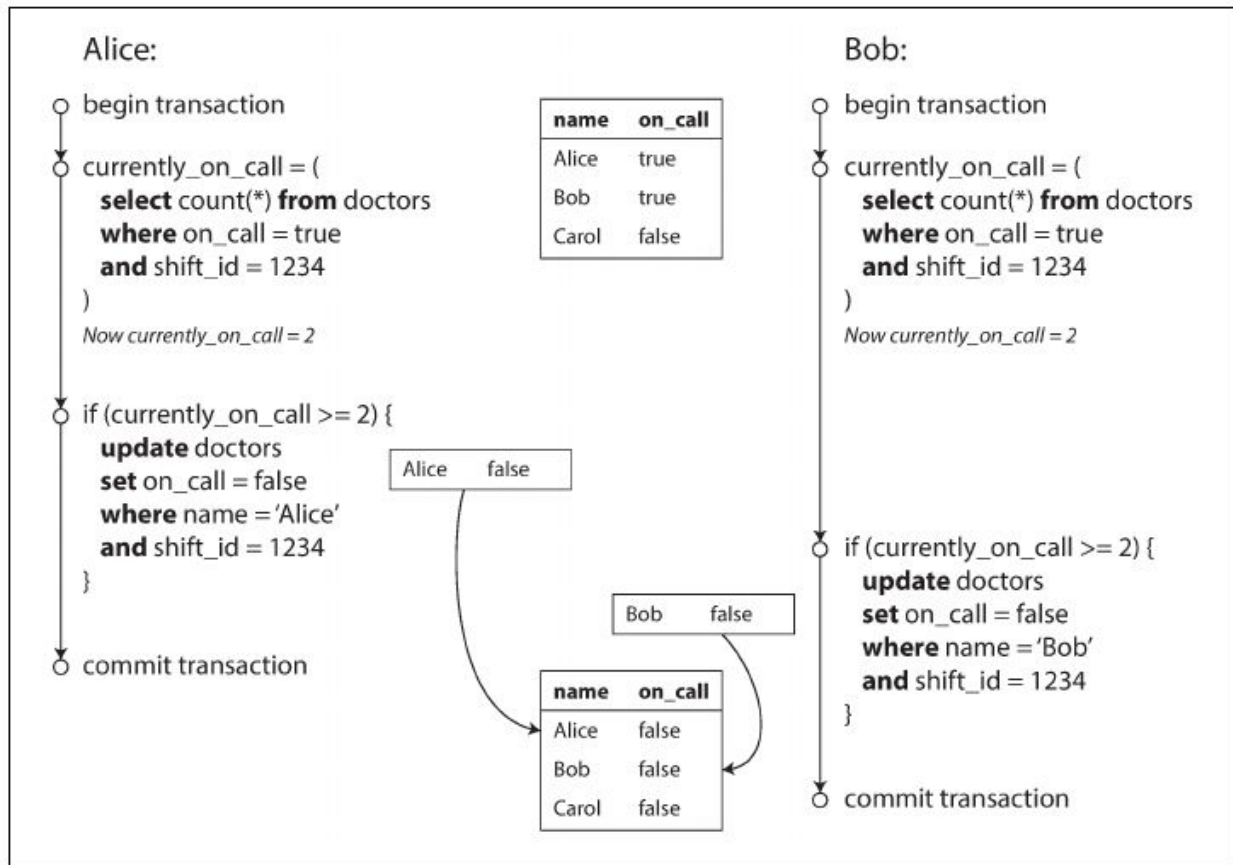 Alice:
begin transaction
currently_on_call = (
select count(*) from doctors
where on_call = true
and shift_id = 1234
)
Now currently_on_call = 2
if (currently_on_call >= 2) {
update doctors
set on_call = false
where name = ‘Alice’
and shift_id = 1234
}
commit transaction
name on_call
Alice true
Bob true
Carol false
Alice false
Bob false
name on_call
Alice false
Bob false
Carol false
Bob:
begin transaction
currently_on_call = (
select count(*) from doctors
where on_call = true
and shift_id = 1234
)
Now currently_on_call = 2
if (currently_on_call >= 2) {
update doctors
set on_call = false
where name = ‘Bob’
and shift_id = 1234
}
commit transaction